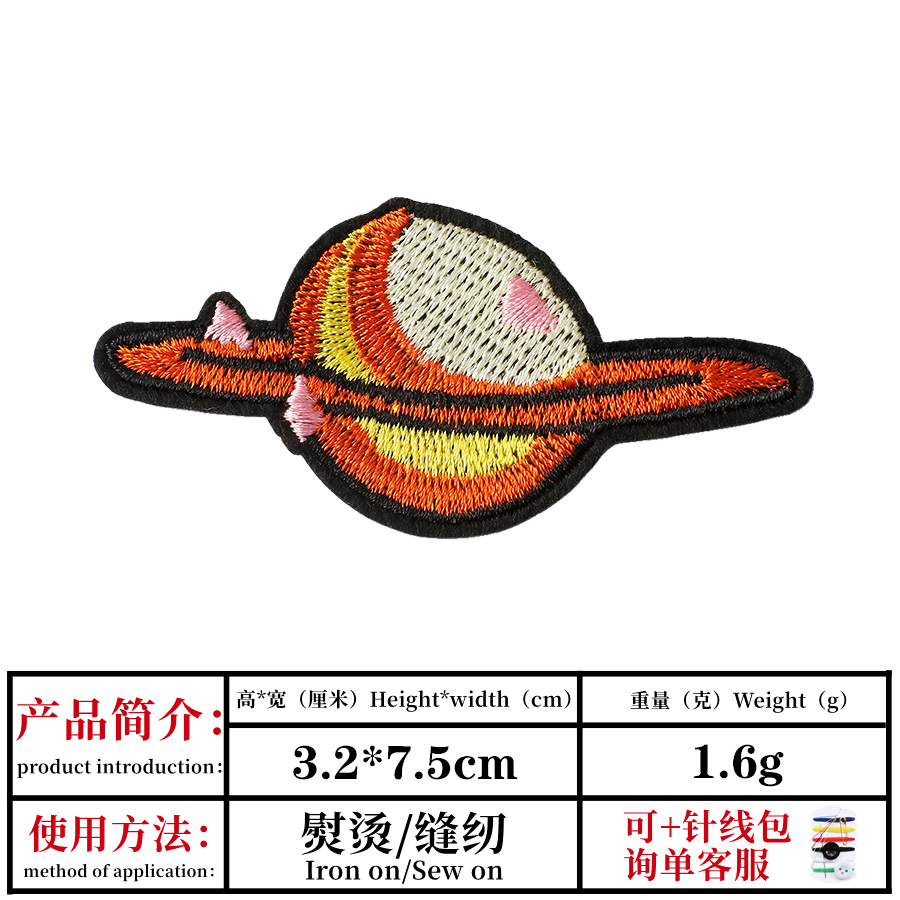 产品简介：
product introduction：
高*宽（厘米）Height*width（cm）
重量（克）Weight（g）
3.2*7.5cm
1.6g
使用方法：
method of application：
熨烫/缝纫
Iron on/Sew on
可+针线包
询单客服